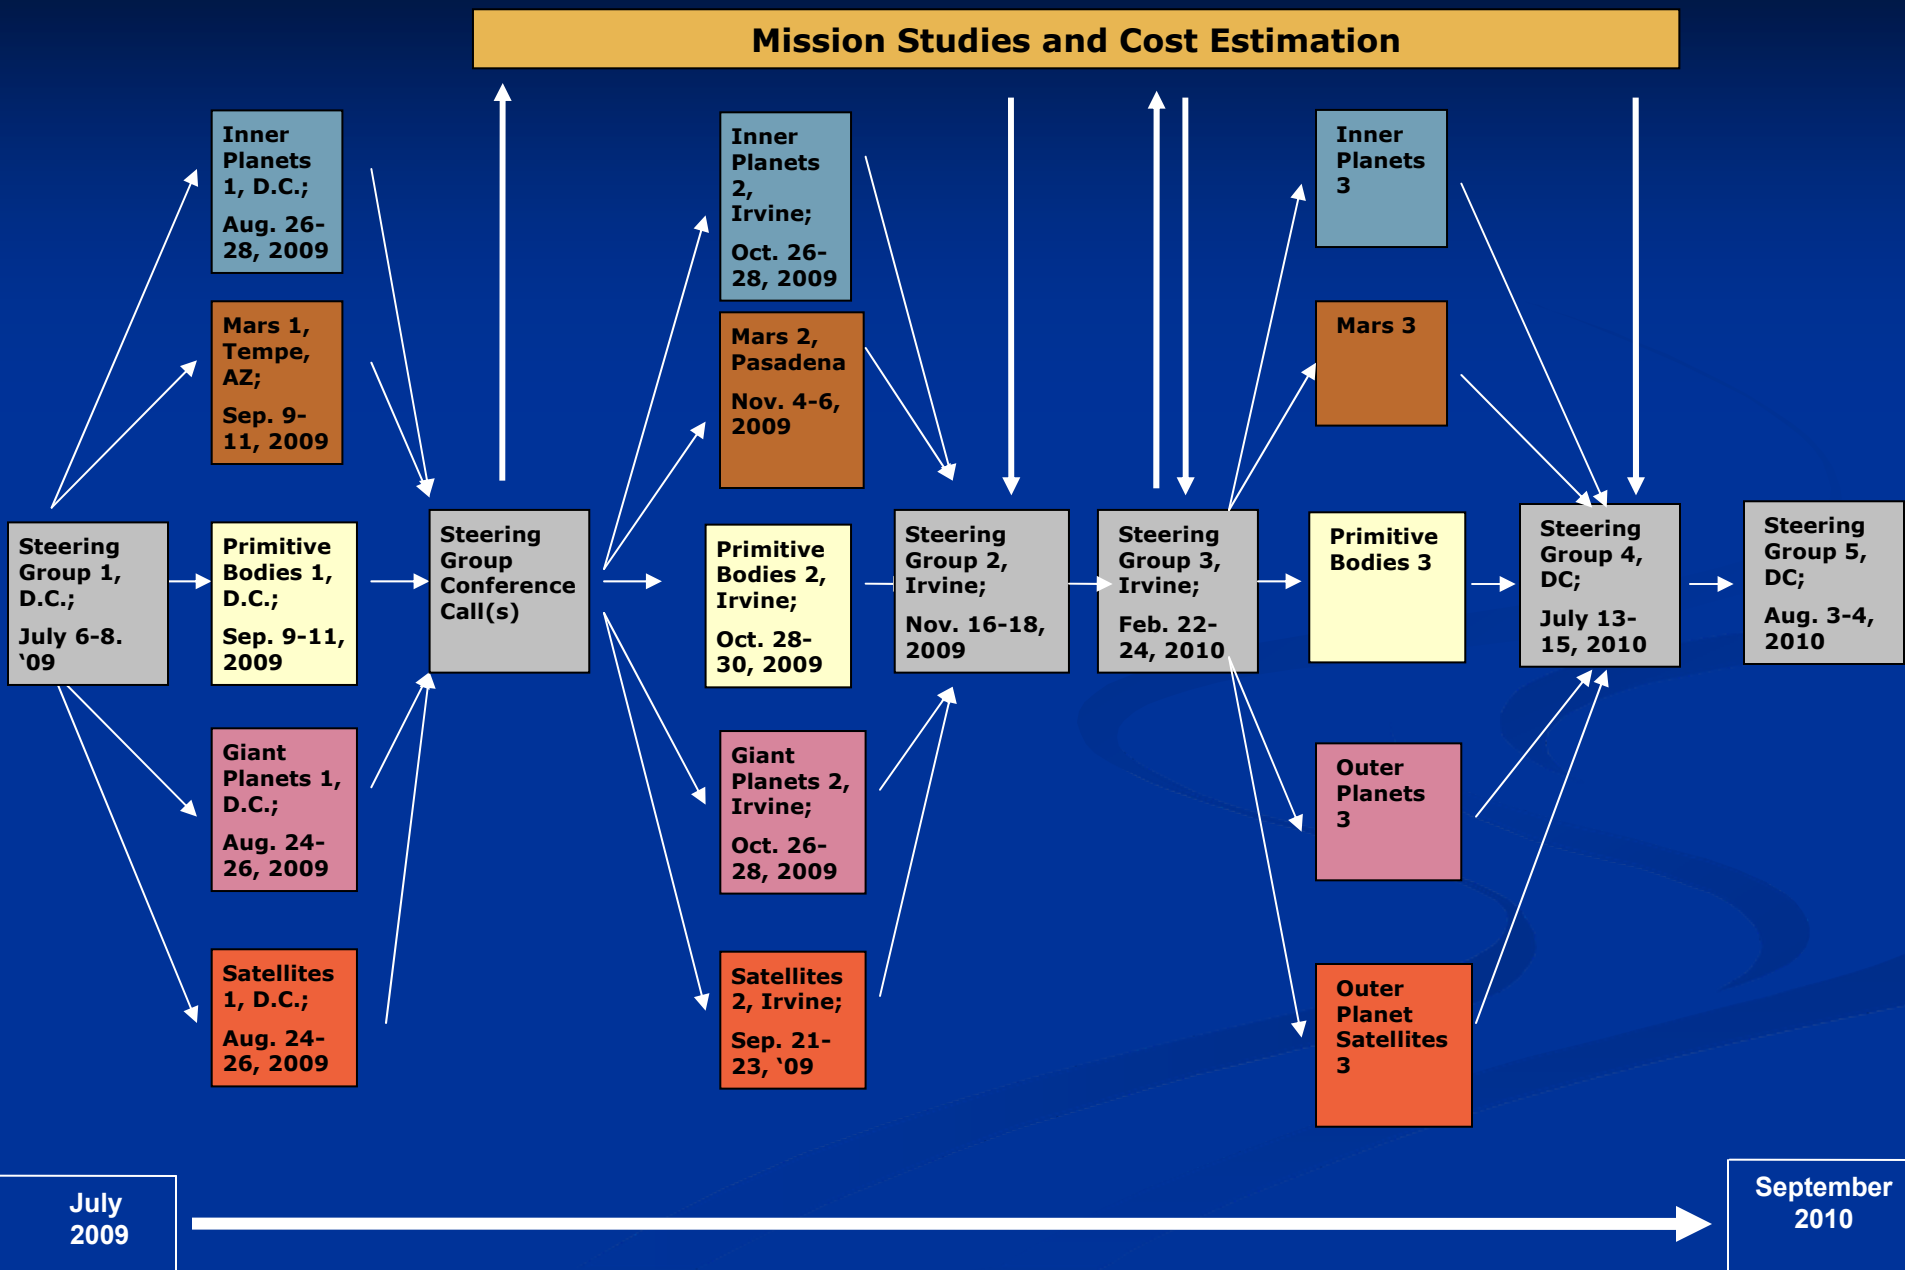 Mission Studies and Cost Estimation
Inner
Planets
1, D.C.;
Aug. 26-
28, 2009
Mars 1,
Tempe,
AZ;
Sep. 9-
11, 2009
Steering
Group 1,
D.C.;
July 6-8.
‘09
Primitive
Bodies 1,
D.C.;
Sep. 9-11,
2009
Giant
Planets 1,
D.C.;
Aug. 24-
26, 2009
Satellites
1, D.C.;
Aug. 24-
26, 2009
Steering
Group
Conference
Call(s)
Inner
Planets
2,
Irvine;
Oct. 26-
28, 2009
Mars 2,
Pasadena
Nov. 4-6,
2009
Primitive
Bodies 2,
Irvine;
Oct. 28-
30, 2009
Giant
Planets 2,
Irvine;
Oct. 26-
28, 2009
Satellites
2, Irvine;
Sep. 21-
23, ‘09
Steering
Group 2,
Irvine;
Nov. 16-18,
2009
Steering
Group 3,
Irvine;
Feb. 22-
24, 2010
Inner
Planets
3
Mars 3
Primitive
Bodies 3
Outer
Planets
3
Outer
Planet
Satellites
3
Steering
Group 4,
DC;
July 13-
15, 2010
Steering
Group 5,
DC;
Aug. 3-4,
2010
July
2009
September
2010